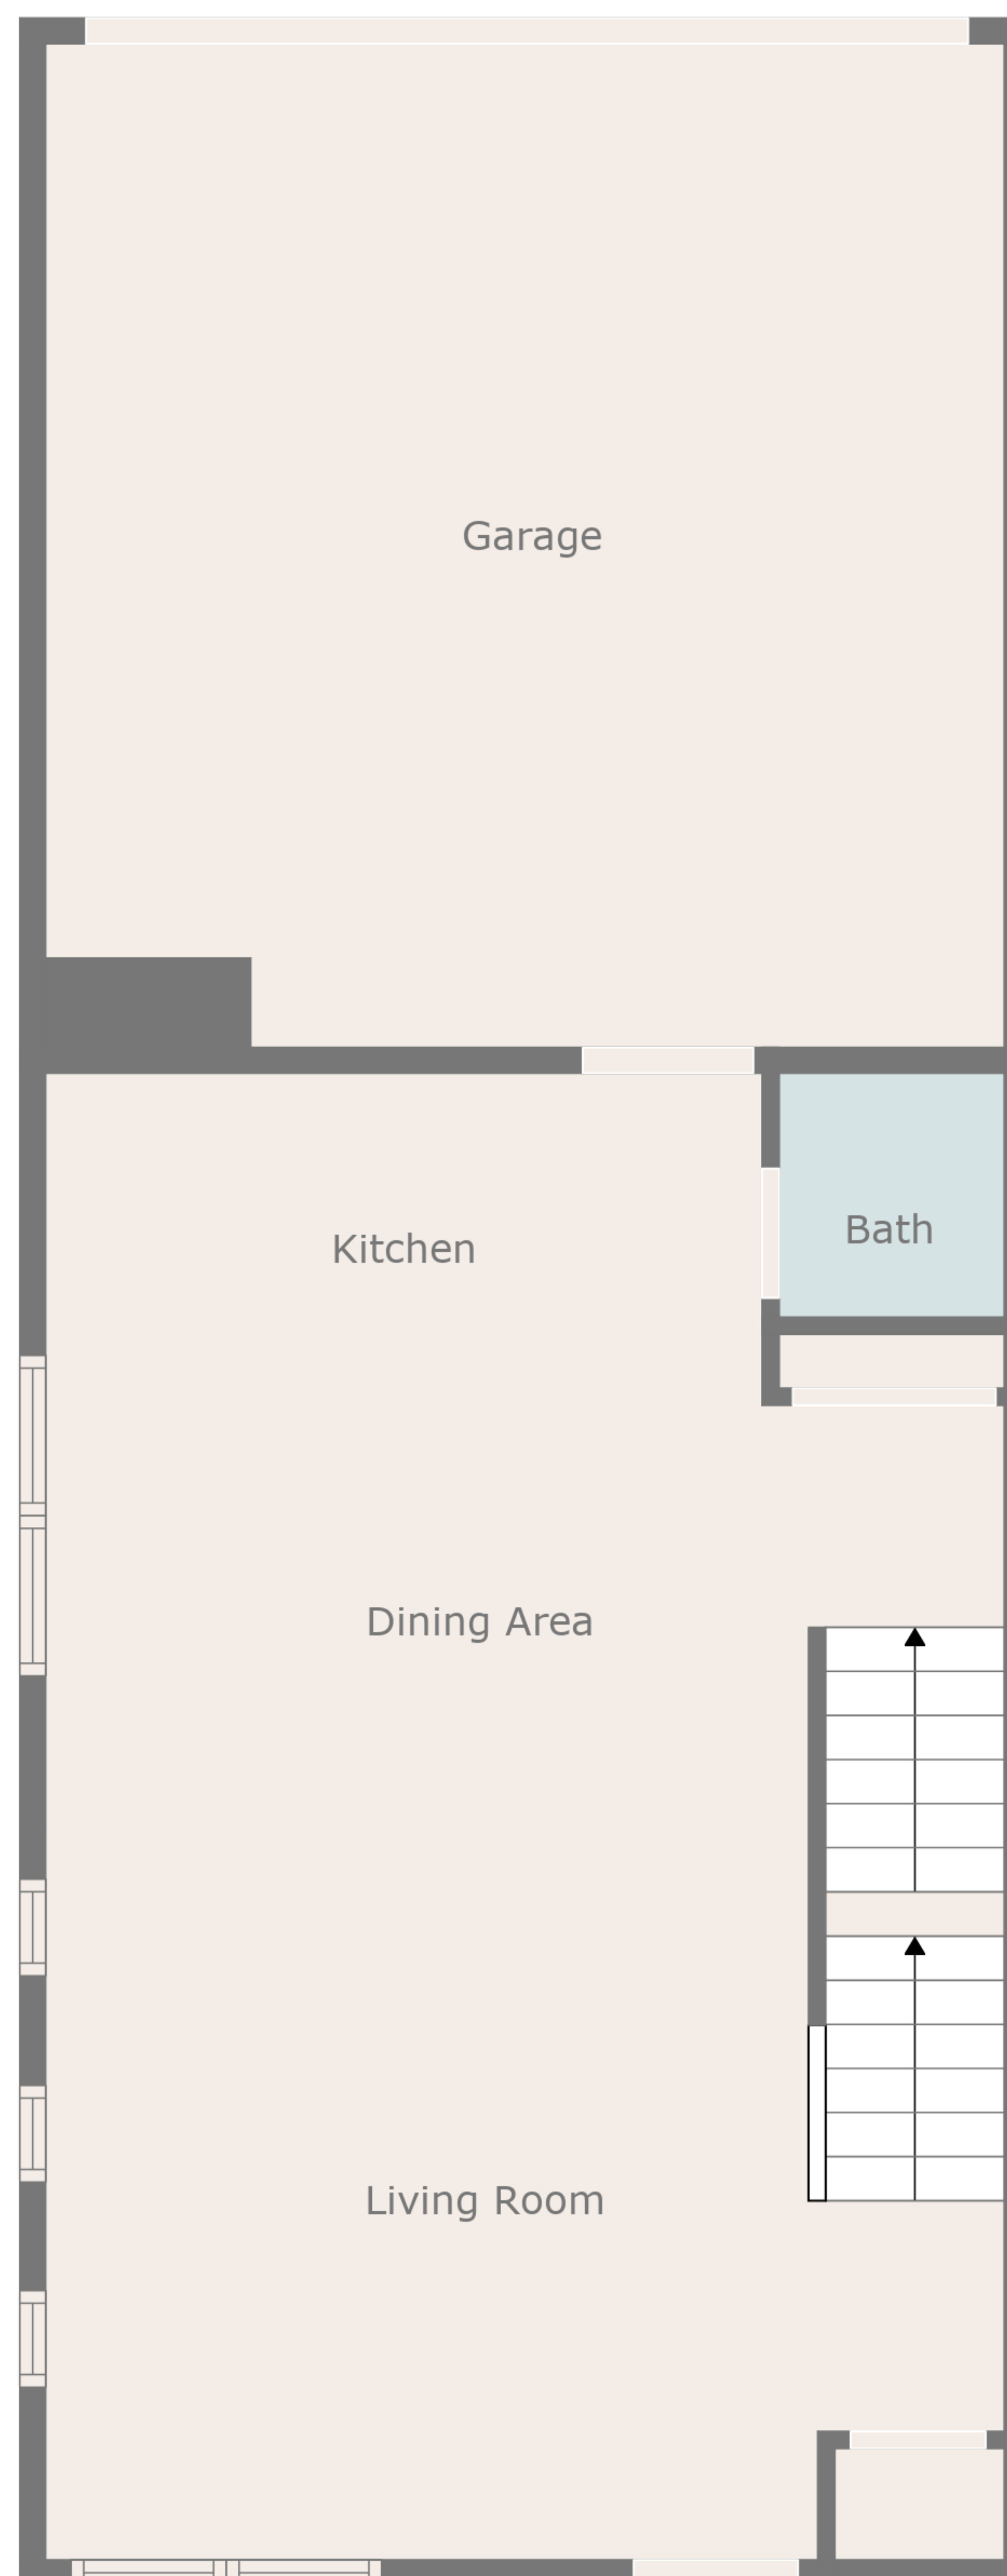 Garage
Kitchen
Bath
Dining Area
Living Room